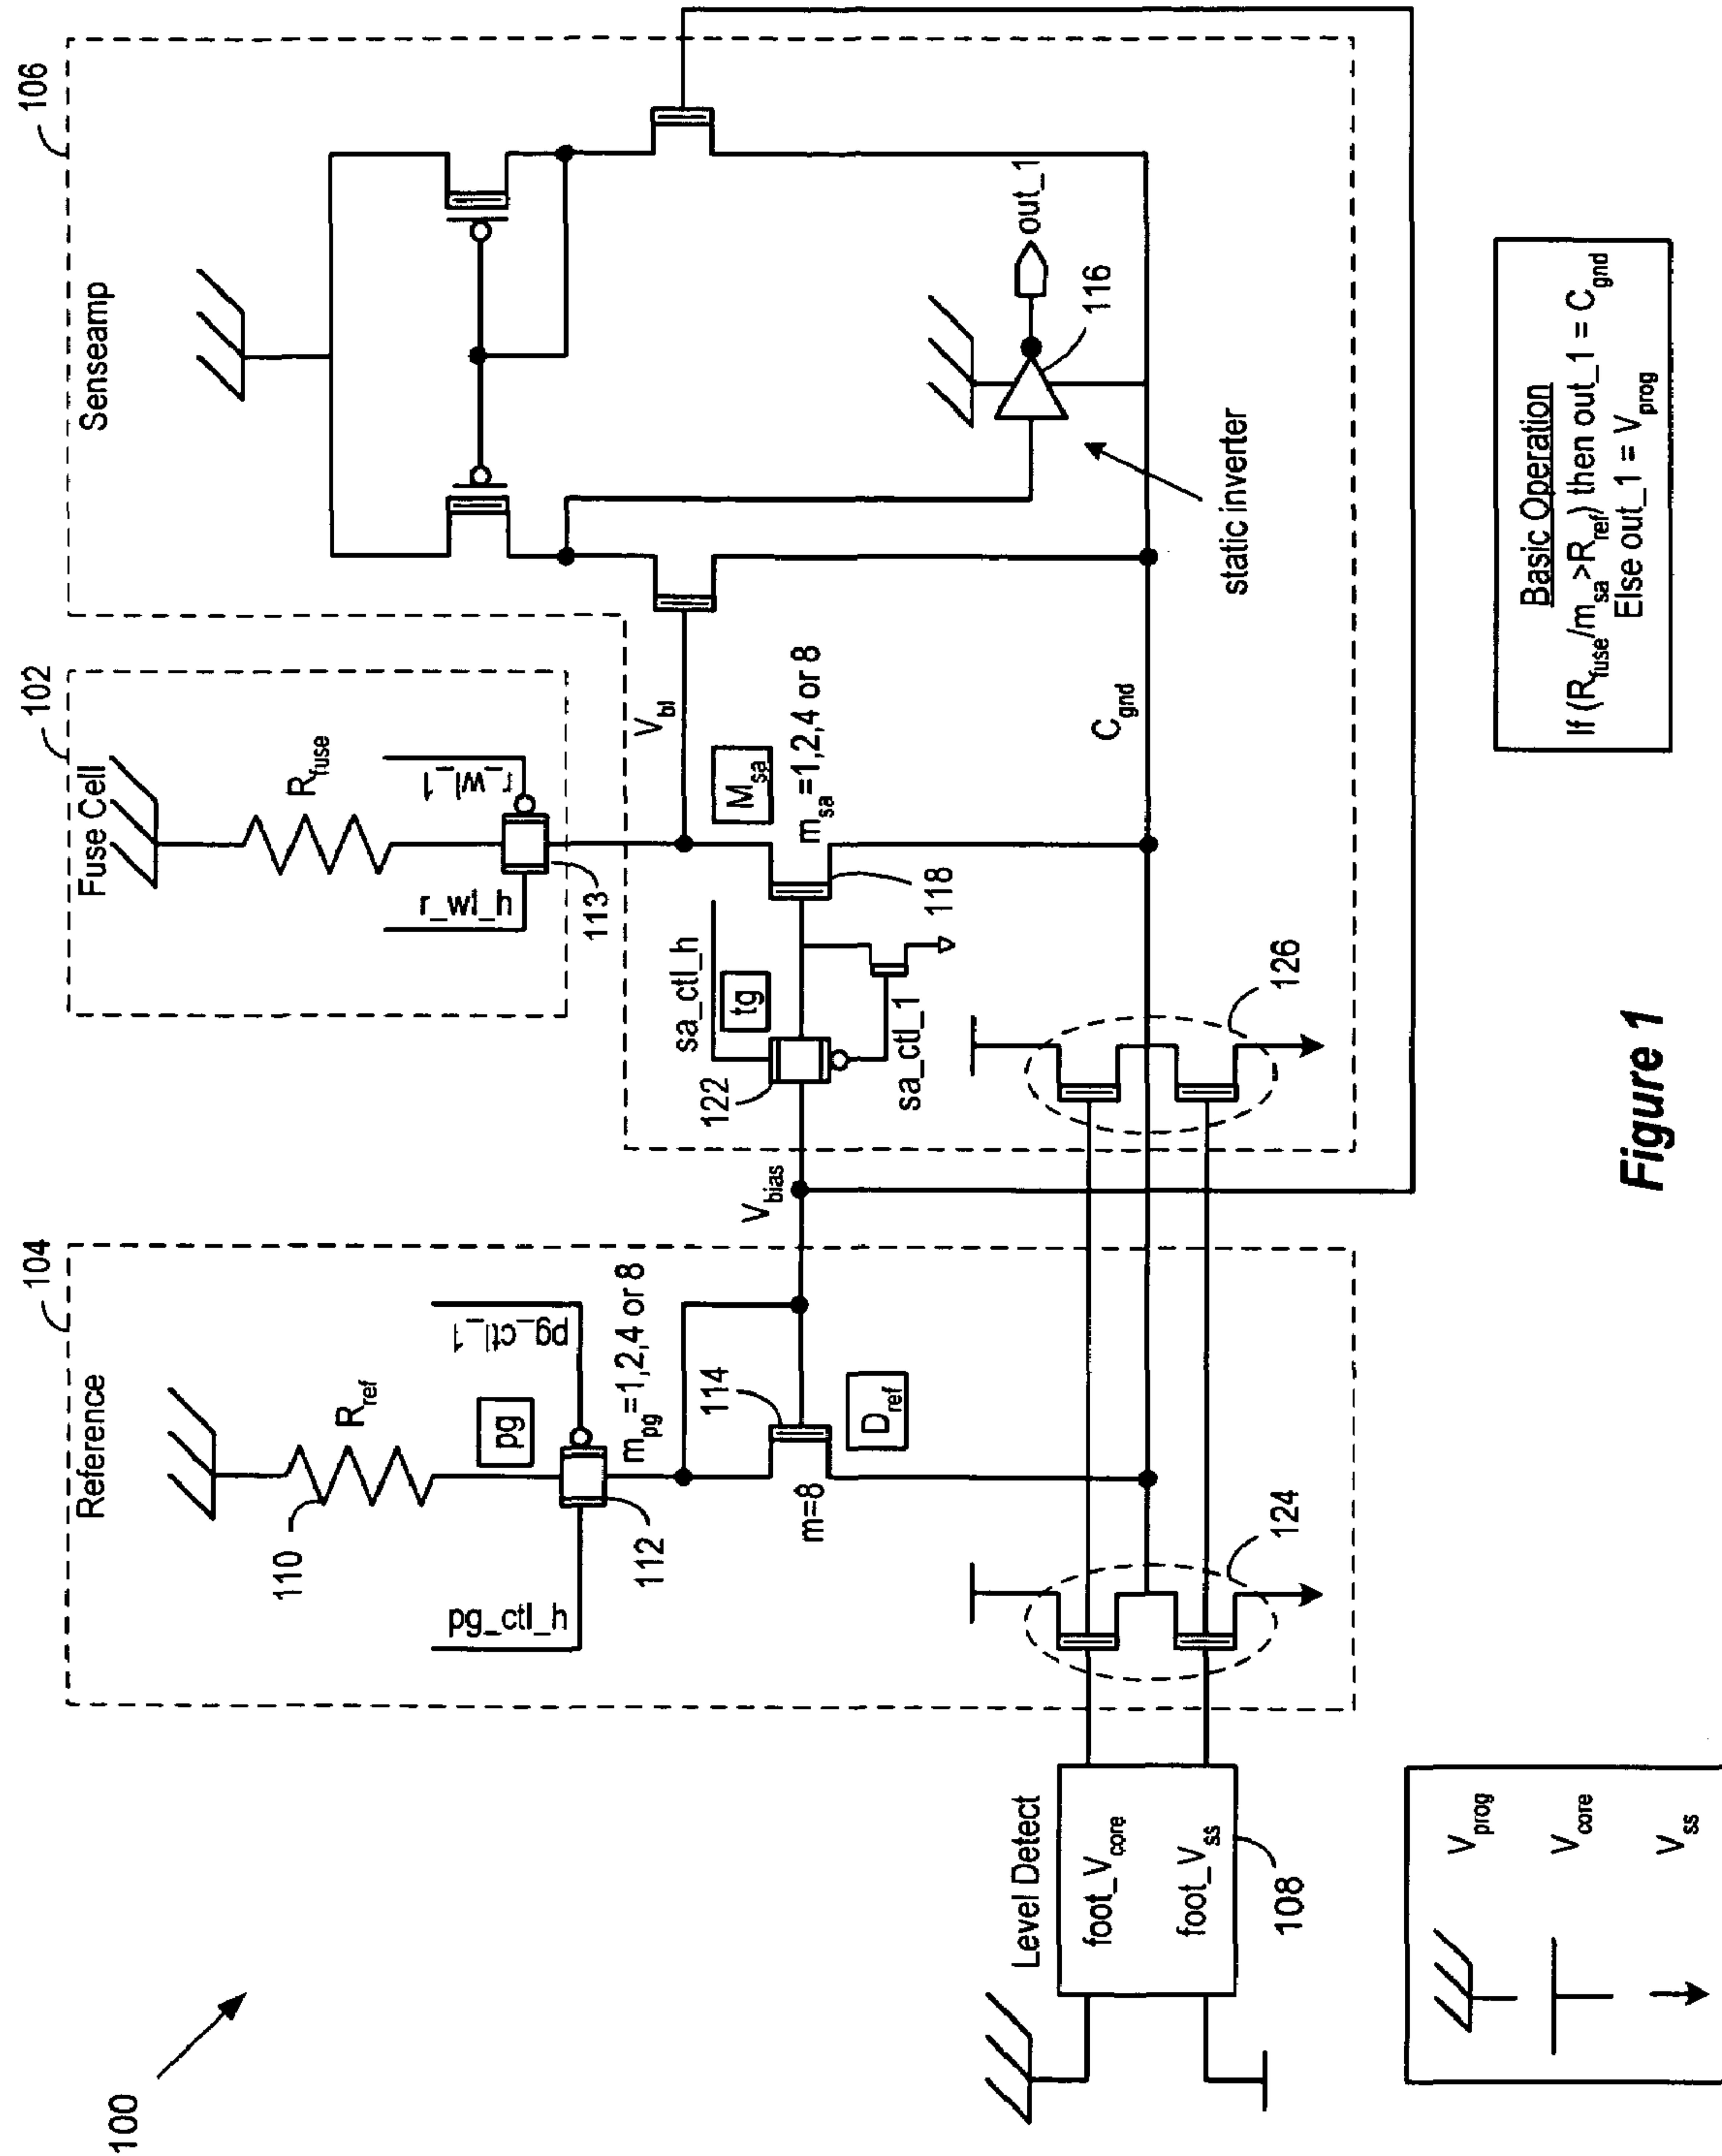 100
Reference
104
R_ref
110
pg
pg_ctl_h
pg_ctl_1
112
m_pg =1,2,4 or 8
114
m=8
D_ref
V_bias
124
Level Detect
foot_V_core
foot_V_ss
108
Fuse Cell
102
R_fuse
r_wl_h
r_wl_1
113
V_bl
Senseamp
106
sa_ctl_h
tg
122
sa_ctl_1
M_sa
m_sa =1,2,4 or 8
118
126
C_gnd
static inverter
116
out_1
V_prog
V_core
V_ss
Basic Operation
If (R_fuse/m_sa >R_ref) then out_1 = C_gnd
Else out_1 = V_prog
Figure 1